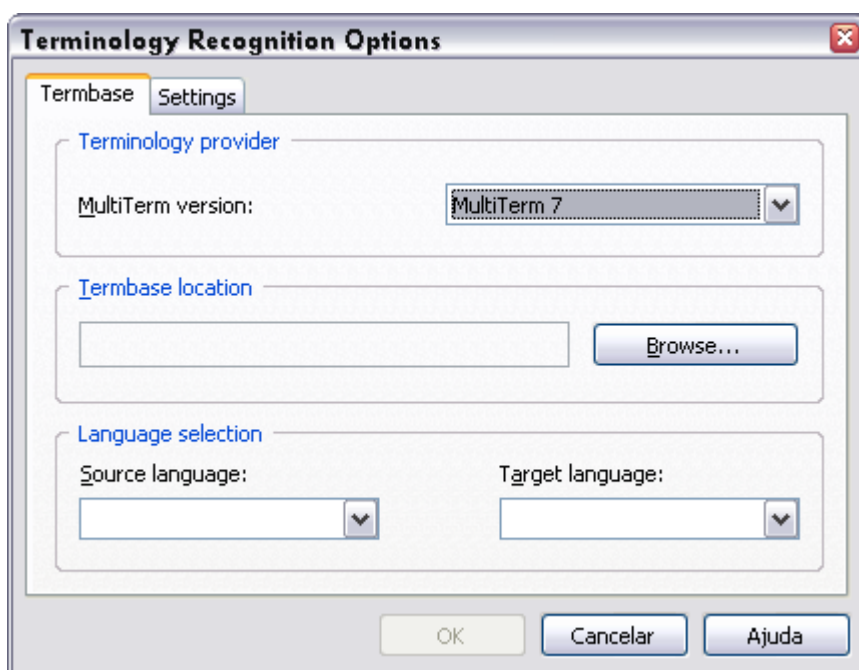 Terminology Recognition Options
Termbase Settings
Terminology provider
MultiTerm version: MultiTerm 7
Termbase location
Browse...
Language selection
Source language: Target language:
OK Cancelar Ajuda